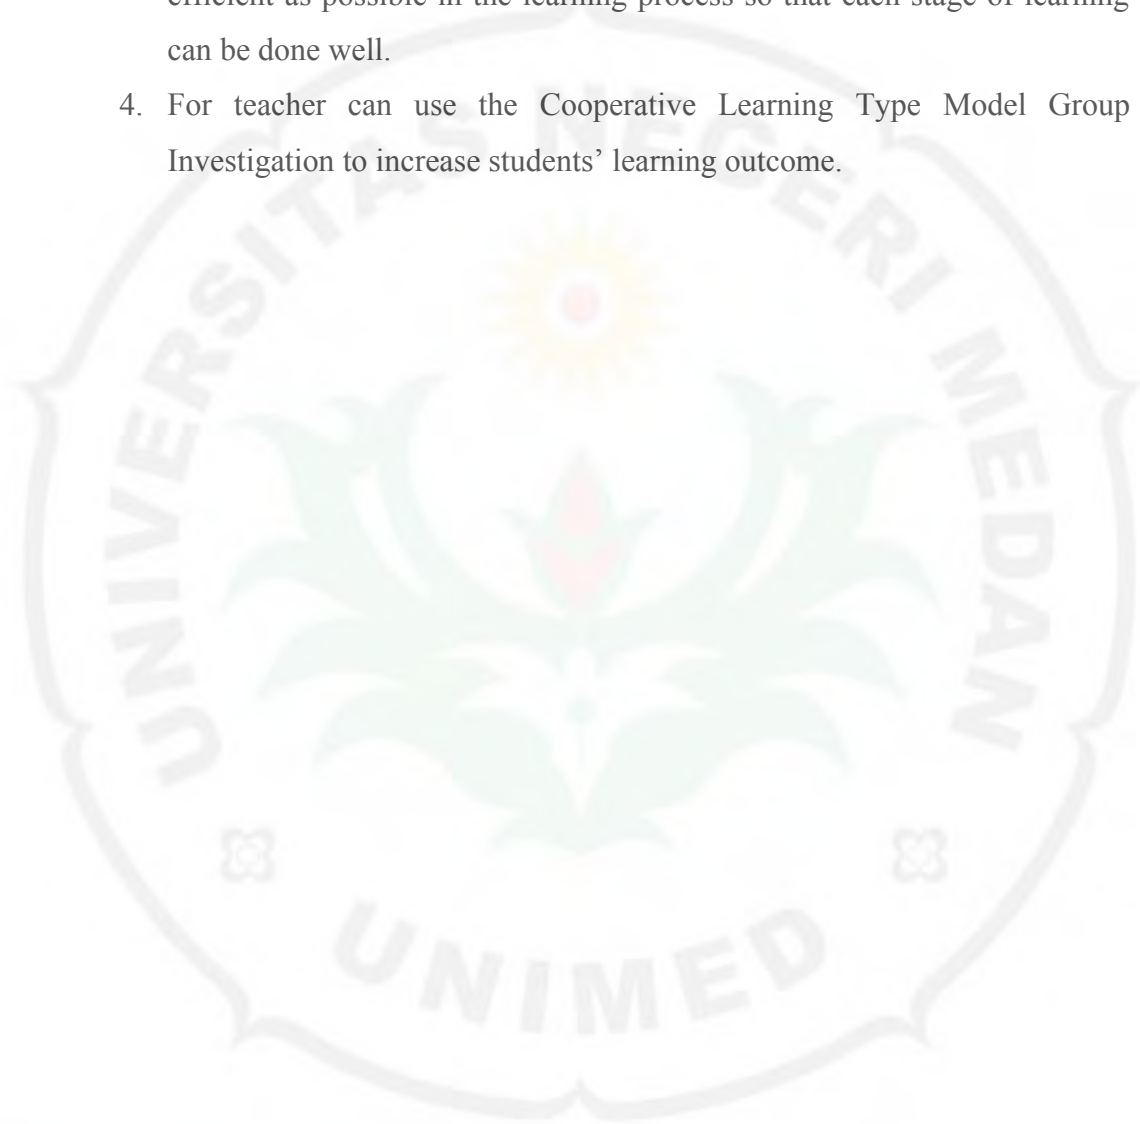 efficient as possible in the learning process so that each stage of learning
can be done well.
4. For teacher can use the Cooperative Learning Type Model Group
Investigation to increase students’ learning outcome.
UNIVERSITAS NEGERI MEDAN
UNIMED